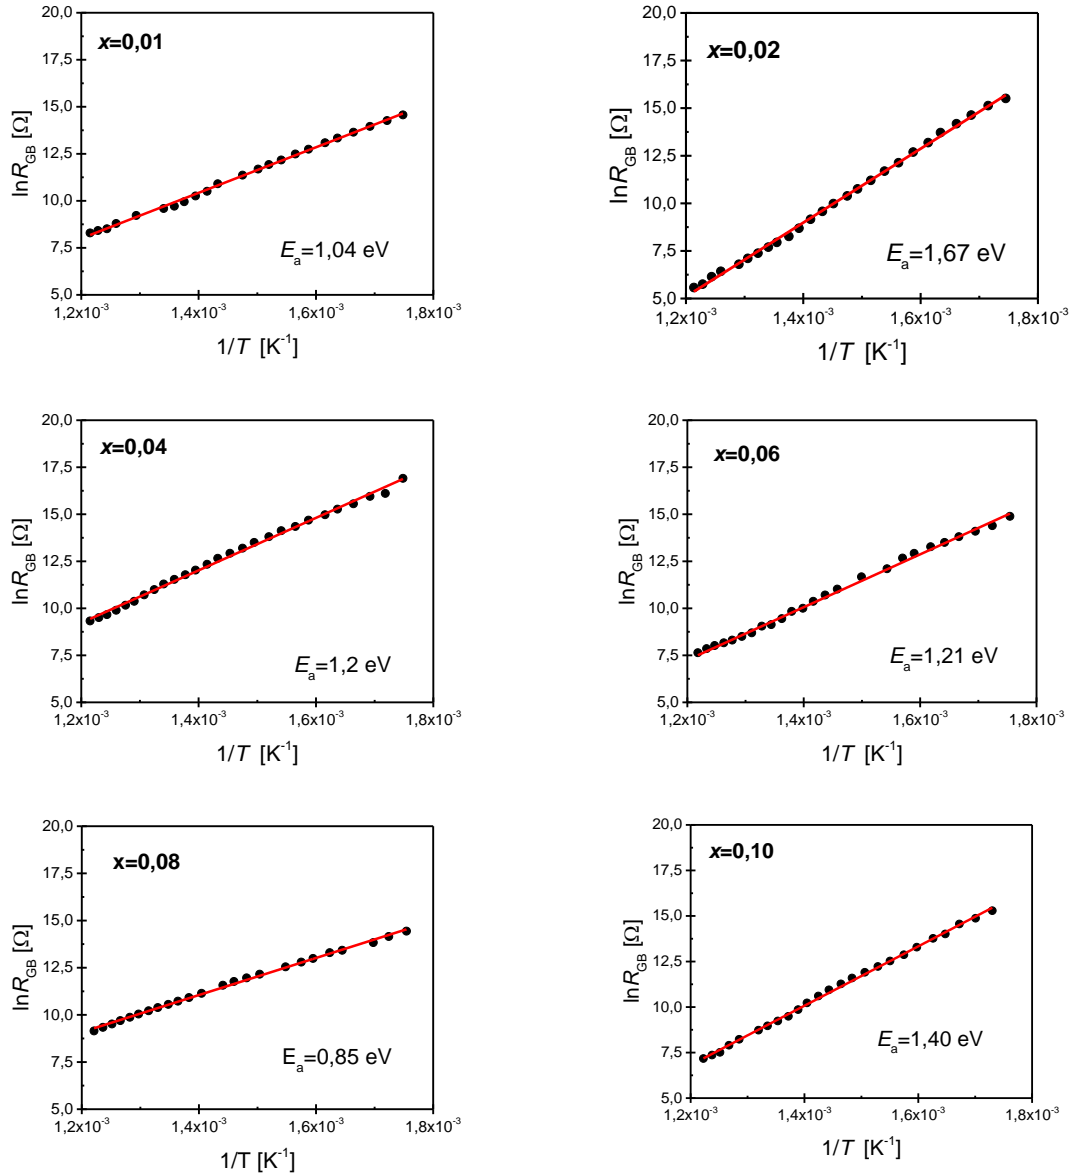 x=0,01
20,0
17,5
15,0
12,5
10,0
7,5
5,0
lnR_GB [Ω]
E_a=1,04 eV
1,2x10^-3 1,4x10^-3 1,6x10^-3 1,8x10^-3
1/T [K^-1]
x=0,02
20,0
17,5
15,0
12,5
10,0
7,5
5,0
lnR_GB [Ω]
E_a=1,67 eV
1,2x10^-3 1,4x10^-3 1,6x10^-3 1,8x10^-3
1/T [K^-1]
x=0,04
20,0
17,5
15,0
12,5
10,0
7,5
5,0
lnR_GB [Ω]
E_a=1,2 eV
1,2x10^-3 1,4x10^-3 1,6x10^-3 1,8x10^-3
1/T [K^-1]
x=0,06
20,0
17,5
15,0
12,5
10,0
7,5
5,0
lnR_GB [Ω]
E_a=1,21 eV
1,2x10^-3 1,4x10^-3 1,6x10^-3 1,8x10^-3
1/T [K^-1]
x=0,08
20,0
17,5
15,0
12,5
10,0
7,5
5,0
lnR_GB [Ω]
E_a=0,85 eV
1,2x10^-3 1,4x10^-3 1,6x10^-3 1,8x10^-3
1/T [K^-1]
x=0,10
20,0
17,5
15,0
12,5
10,0
7,5
5,0
lnR_GB [Ω]
E_a=1,40 eV
1,2x10^-3 1,4x10^-3 1,6x10^-3 1,8x10^-3
1/T [K^-1]